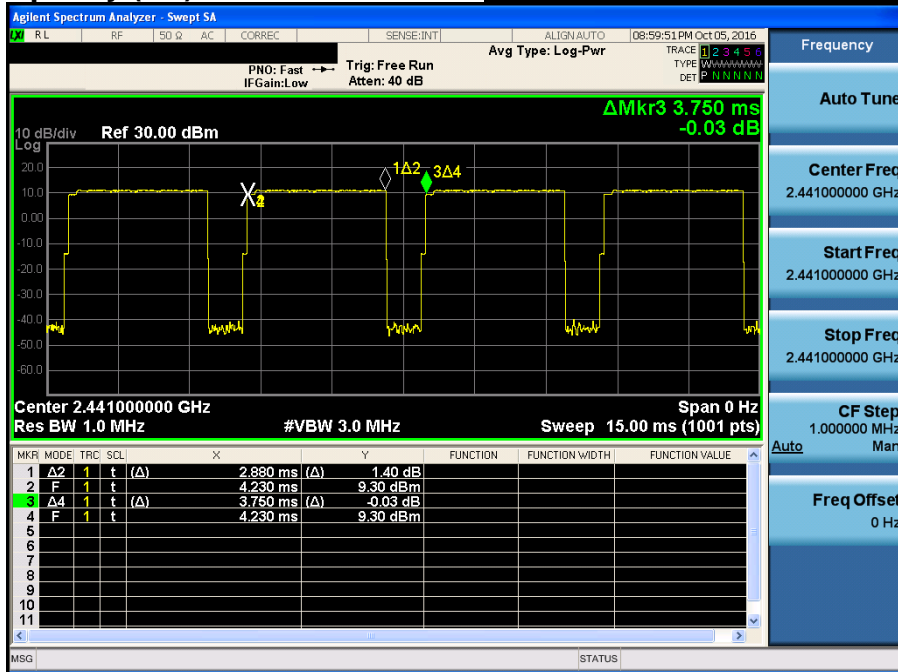 Agilent Spectrum Analyzer - Swept SA
LXI RL RF 50 Ω AC CORREC SENSE:INT ALIGN AUTO 08:59:51 PM Oct 05, 2016
Avg Type: Log-Pwr TRACE 1 2 3 4 5 6
PNO: Fast Trig: Free Run TYPE WWWWWW
IFGain:Low Atten: 40 dB DET P N N N N N
ΔMkr3 3.750 ms
-0.03 dB
10 dB/div Ref 30.00 dBm
Log
20.0
10.0
0.00
-10.0
-20.0
-30.0
-40.0
-50.0
-60.0
1Δ2
3Δ4
Center 2.441000000 GHz Span 0 Hz
Res BW 1.0 MHz #VBW 3.0 MHz Sweep 15.00 ms (1001 pts)
MKR MODE TRC SCL X Y FUNCTION FUNCTION WIDTH FUNCTION VALUE
1 Δ2 1 t (Δ) 2.880 ms (Δ) 1.40 dB
2 F 1 t 4.230 ms 9.30 dBm
3 Δ4 1 t (Δ) 3.750 ms (Δ) -0.03 dB
4 F 1 t 4.230 ms 9.30 dBm
5
6
7
8
9
10
11
MSG STATUS
Frequency
Auto Tune
Center Freq
2.441000000 GHz
Start Freq
2.441000000 GHz
Stop Freq
2.441000000 GHz
CF Step
1.000000 MHz
Auto Man
Freq Offset
0 Hz